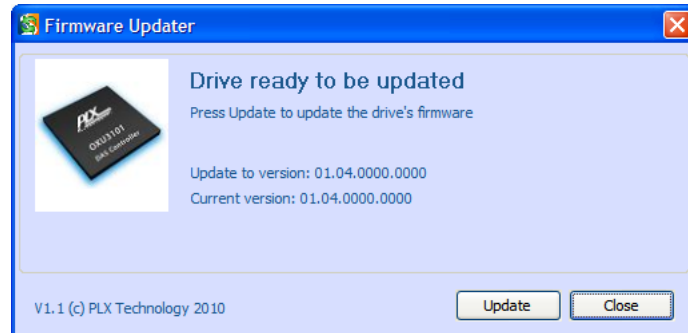 Firmware Updater
Drive ready to be updated
Press Update to update the drive's firmware
PLX
OXU3101
DAS Controller
Update to version: 01.04.0000.0000
Current version: 01.04.0000.0000
V1.1 (c) PLX Technology 2010
Update
Close